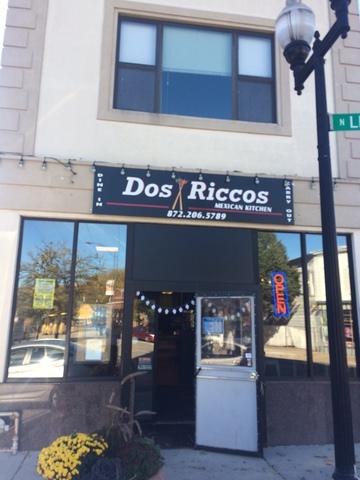 N L
DINE IN
Dos Riccos
CARRY OUT
MEXICAN KITCHEN
872.206.5789
OPEN